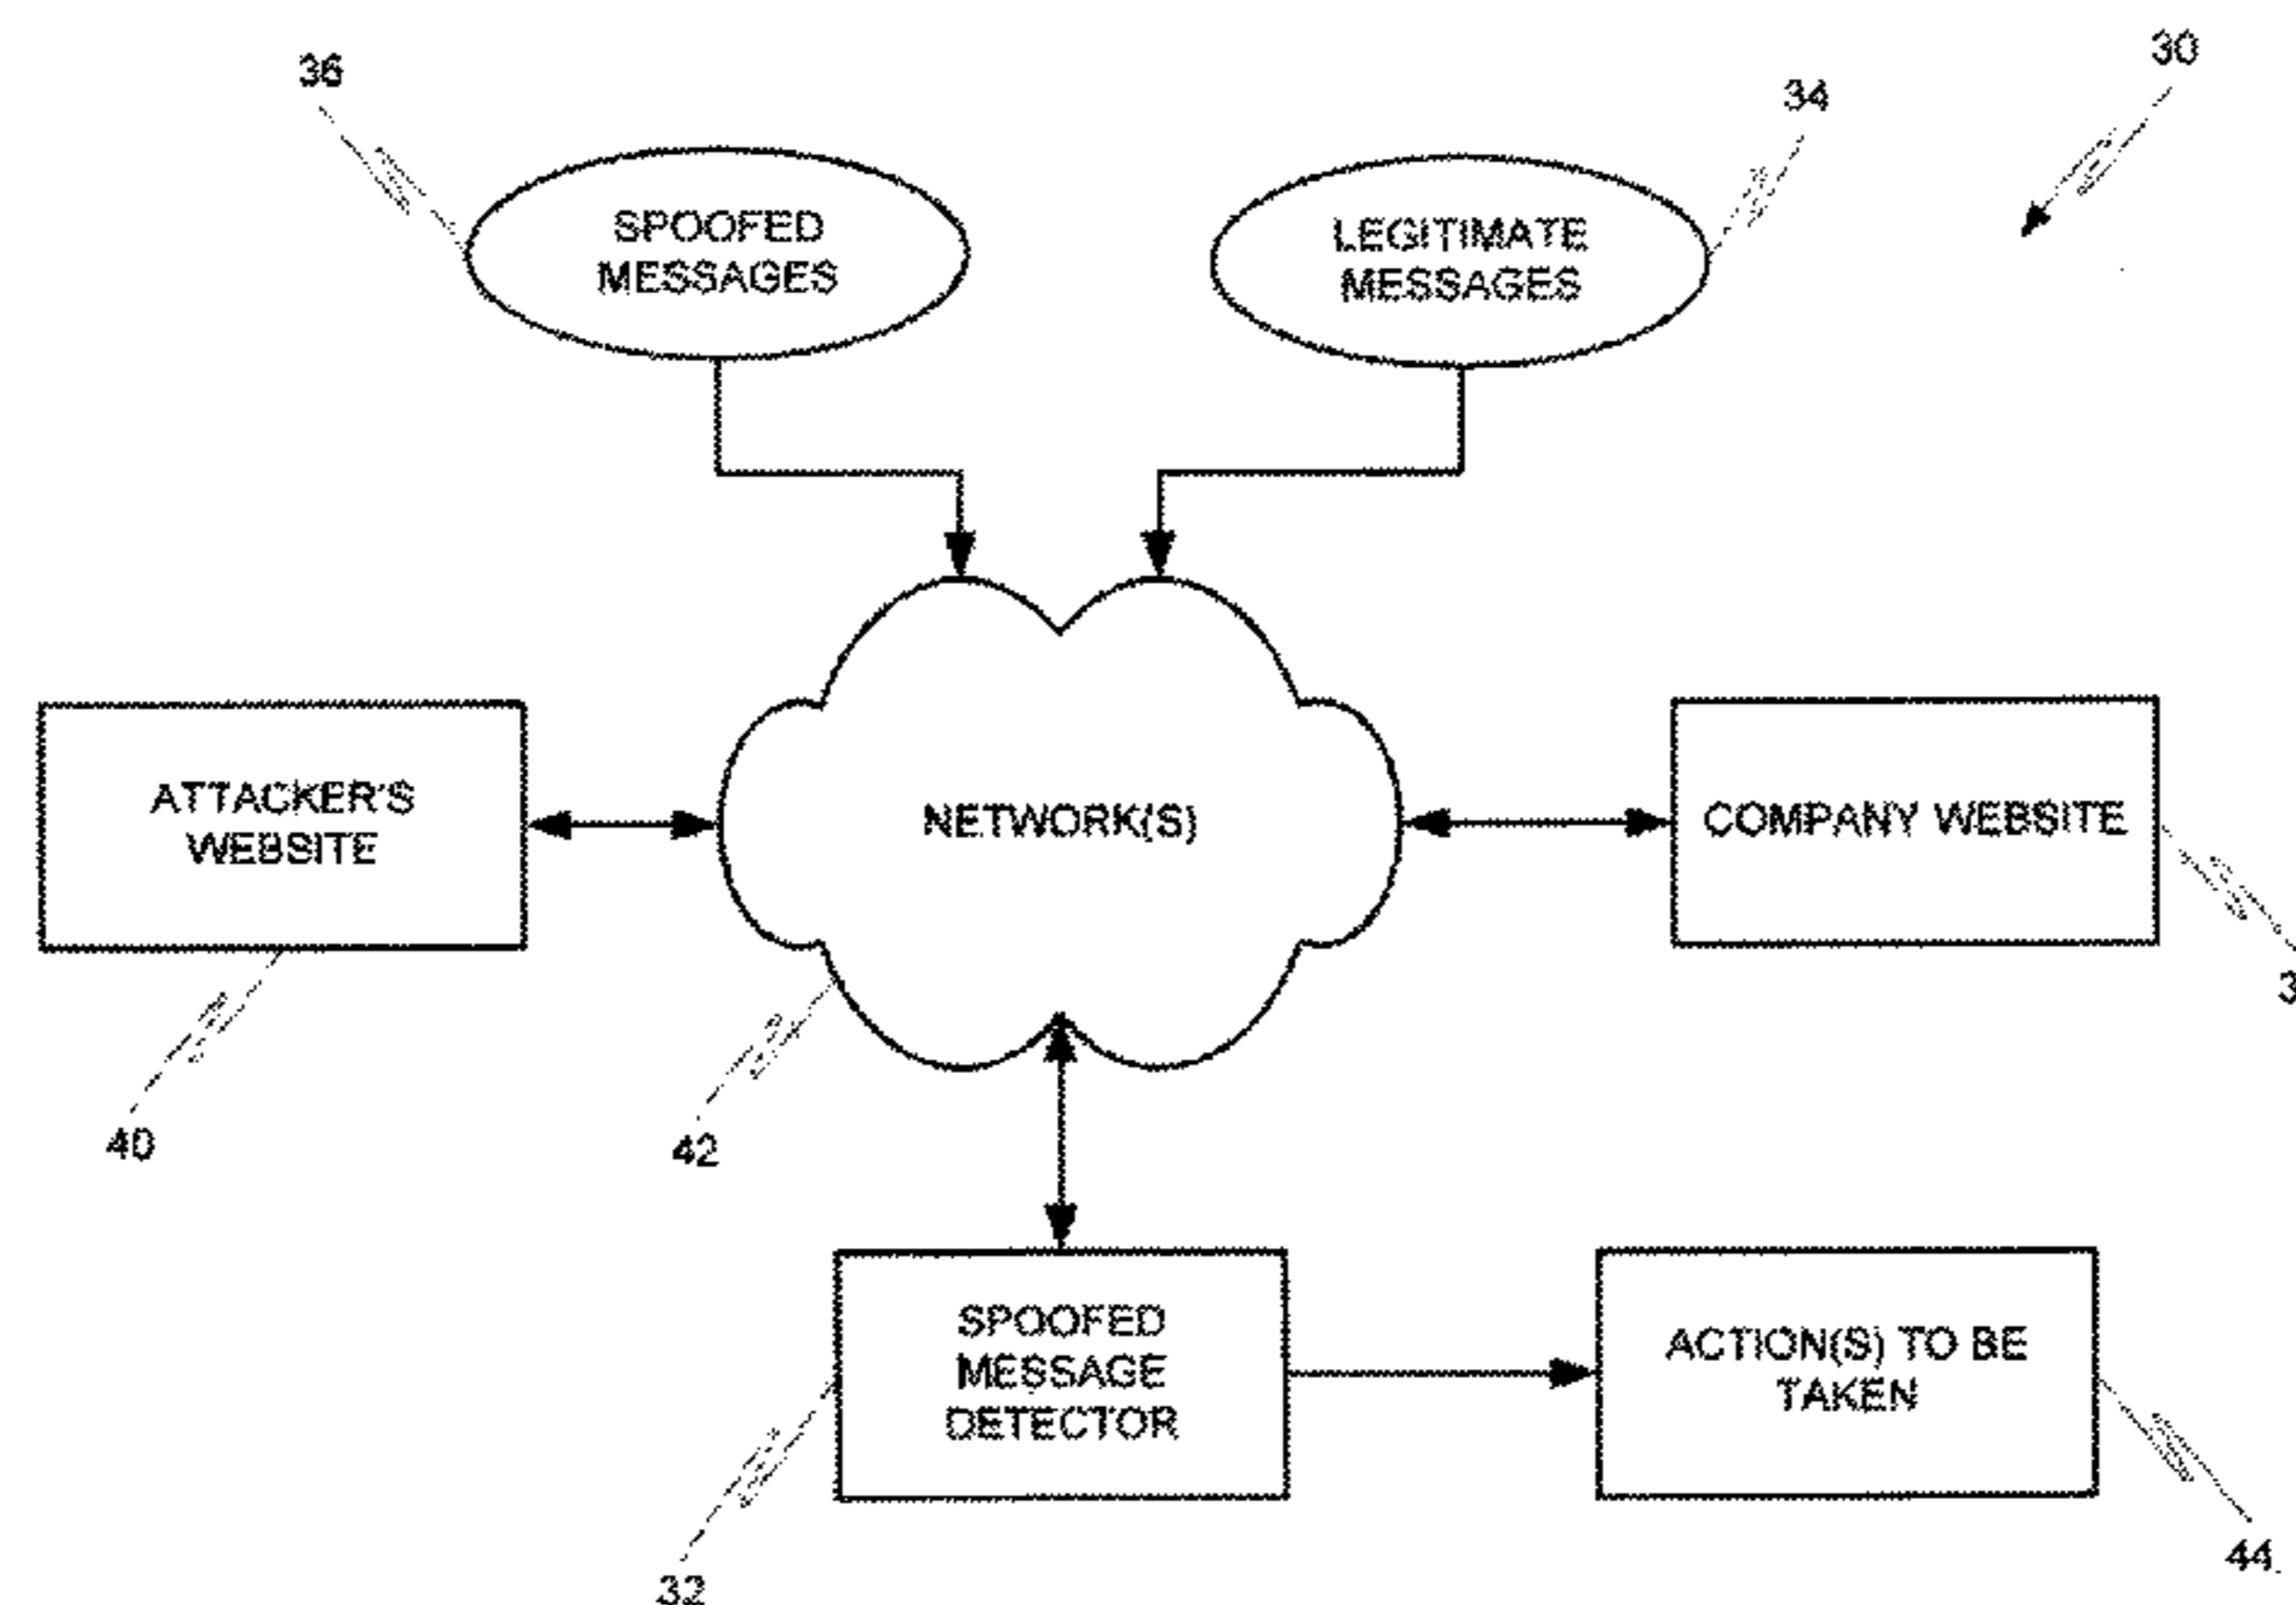 36
30
34
SPOOFED
MESSAGES
LEGITIMATE
MESSAGES
ATTACKER'S
WEBSITE
NETWORK(S)
COMPANY WEBSITE
3
40
42
SPOOFED
MESSAGE
DETECTOR
ACTION(S) TO BE
TAKEN
32
44